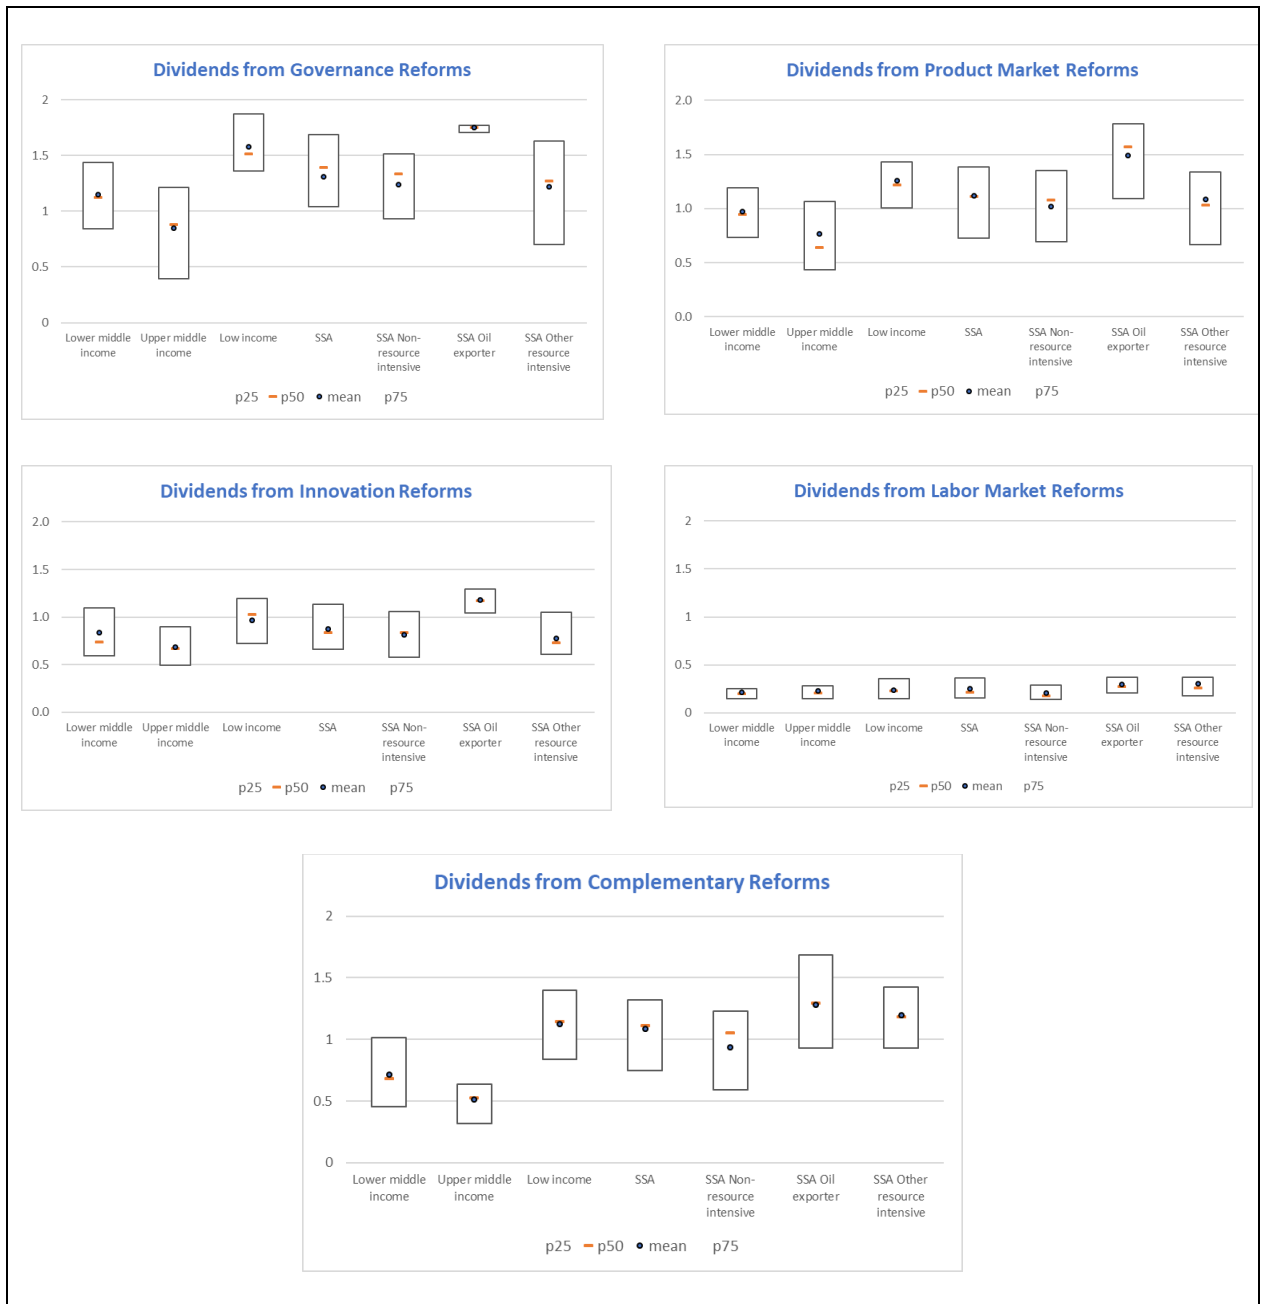 Dividends from Governance Reforms
2
1.5
1
0.5
0
Lower middle income
Upper middle income
Low income
SSA
SSA Non-resource intensive
SSA Oil exporter
SSA Other resource intensive
p25 p50 mean p75
Dividends from Product Market Reforms
2.0
1.5
1.0
0.5
0.0
Lower middle income
Upper middle income
Low income
SSA
SSA Non-resource intensive
SSA Oil exporter
SSA Other resource intensive
p25 p50 mean p75
Dividends from Innovation Reforms
2.0
1.5
1.0
0.5
0.0
Lower middle income
Upper middle income
Low income
SSA
SSA Non-resource intensive
SSA Oil exporter
SSA Other resource intensive
p25 p50 mean p75
Dividends from Labor Market Reforms
2
1.5
1
0.5
0
Lower middle income
Upper middle income
Low income
SSA
SSA Non-resource intensive
SSA Oil exporter
SSA Other resource intensive
p25 p50 mean p75
Dividends from Complementary Reforms
2
1.5
1
0.5
0
Lower middle income
Upper middle income
Low income
SSA
SSA Non-resource intensive
SSA Oil exporter
SSA Other resource intensive
p25 p50 mean p75